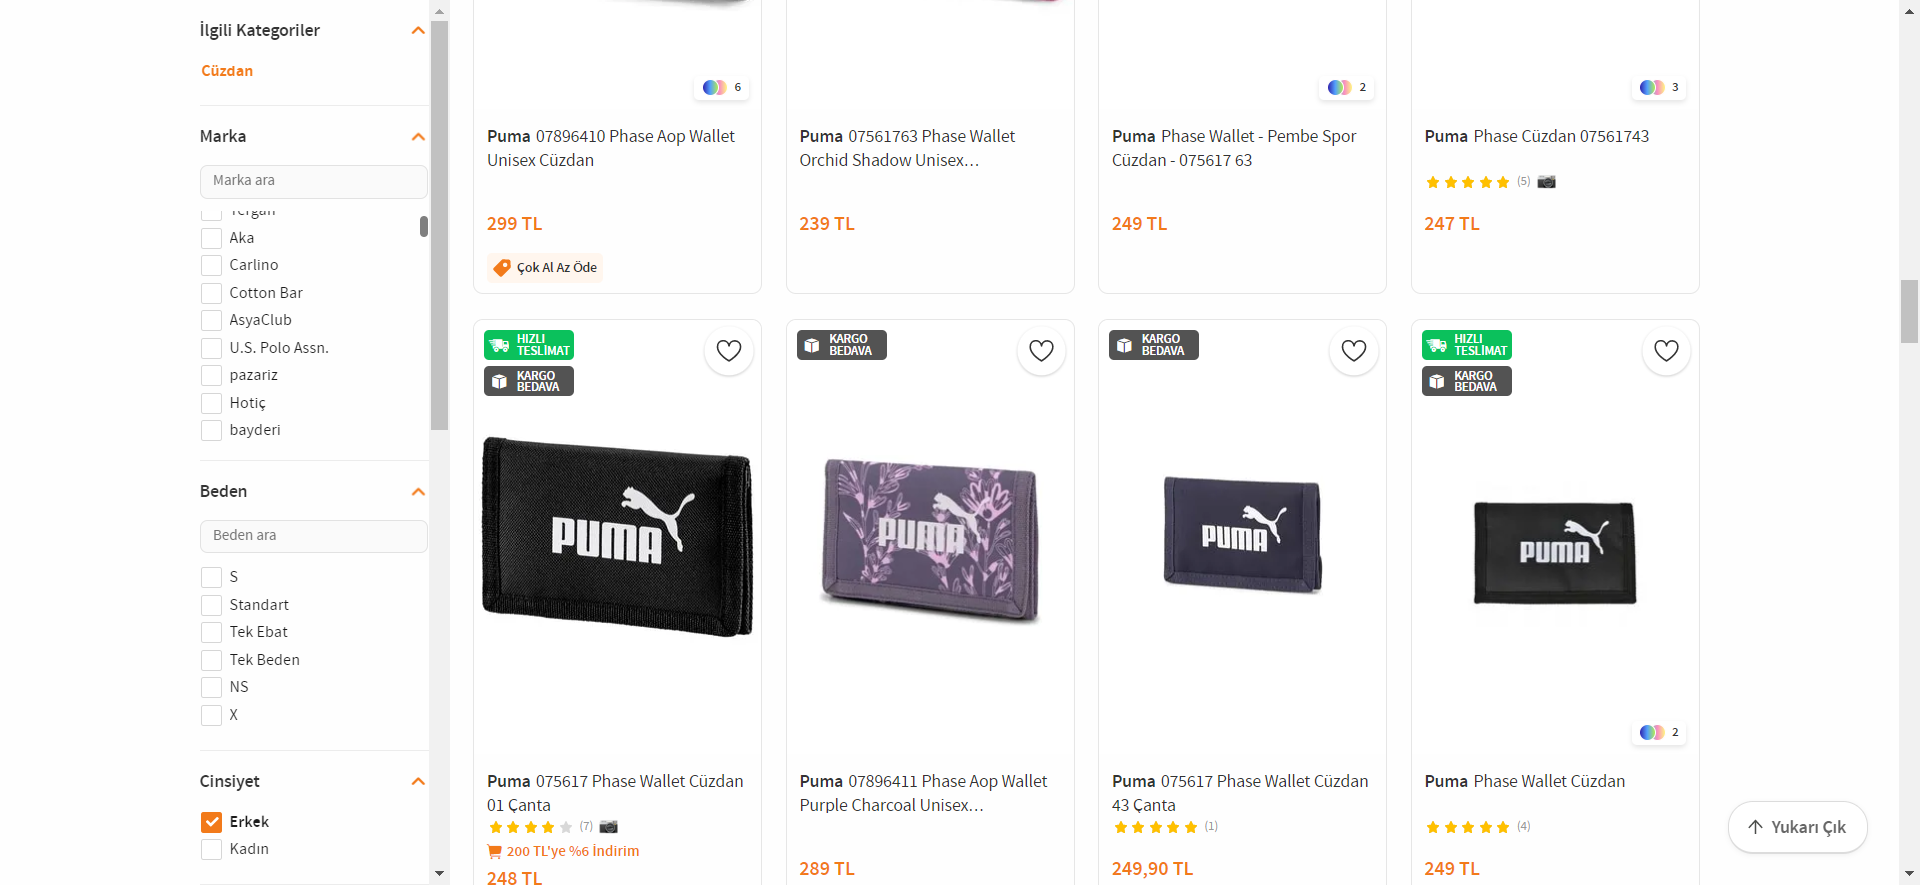 İlgili Kategoriler
Cüzdan
Marka
Marka ara
Aka
Carlino
Cotton Bar
AsyaClub
U.S. Polo Assn.
pazariz
Hotiç
bayderi
Beden
Beden ara
S
Standart
Tek Ebat
Tek Beden
NS
X
Cinsiyet
Erkek
Kadın
6
Puma 07896410 Phase Aop Wallet
Unisex Cüzdan
299 TL
Çok Al Az Öde
Puma 07561763 Phase Wallet
Orchid Shadow Unisex...
239 TL
2
Puma Phase Wallet - Pembe Spor
Cüzdan - 075617 63
249 TL
3
Puma Phase Cüzdan 07561743
(5)
247 TL
HIZLI
TESLİMAT
KARGO
BEDAVA
PUMA
Puma 075617 Phase Wallet Cüzdan
01 Çanta
(7)
200 TL'ye %6 İndirim
248 TL
KARGO
BEDAVA
PUMA
Puma 07896411 Phase Aop Wallet
Purple Charcoal Unisex...
289 TL
KARGO
BEDAVA
PUMA
Puma 075617 Phase Wallet Cüzdan
43 Çanta
(1)
249,90 TL
HIZLI
TESLİMAT
KARGO
BEDAVA
PUMA
2
Puma Phase Wallet Cüzdan
(4)
249 TL
Yukarı Çık